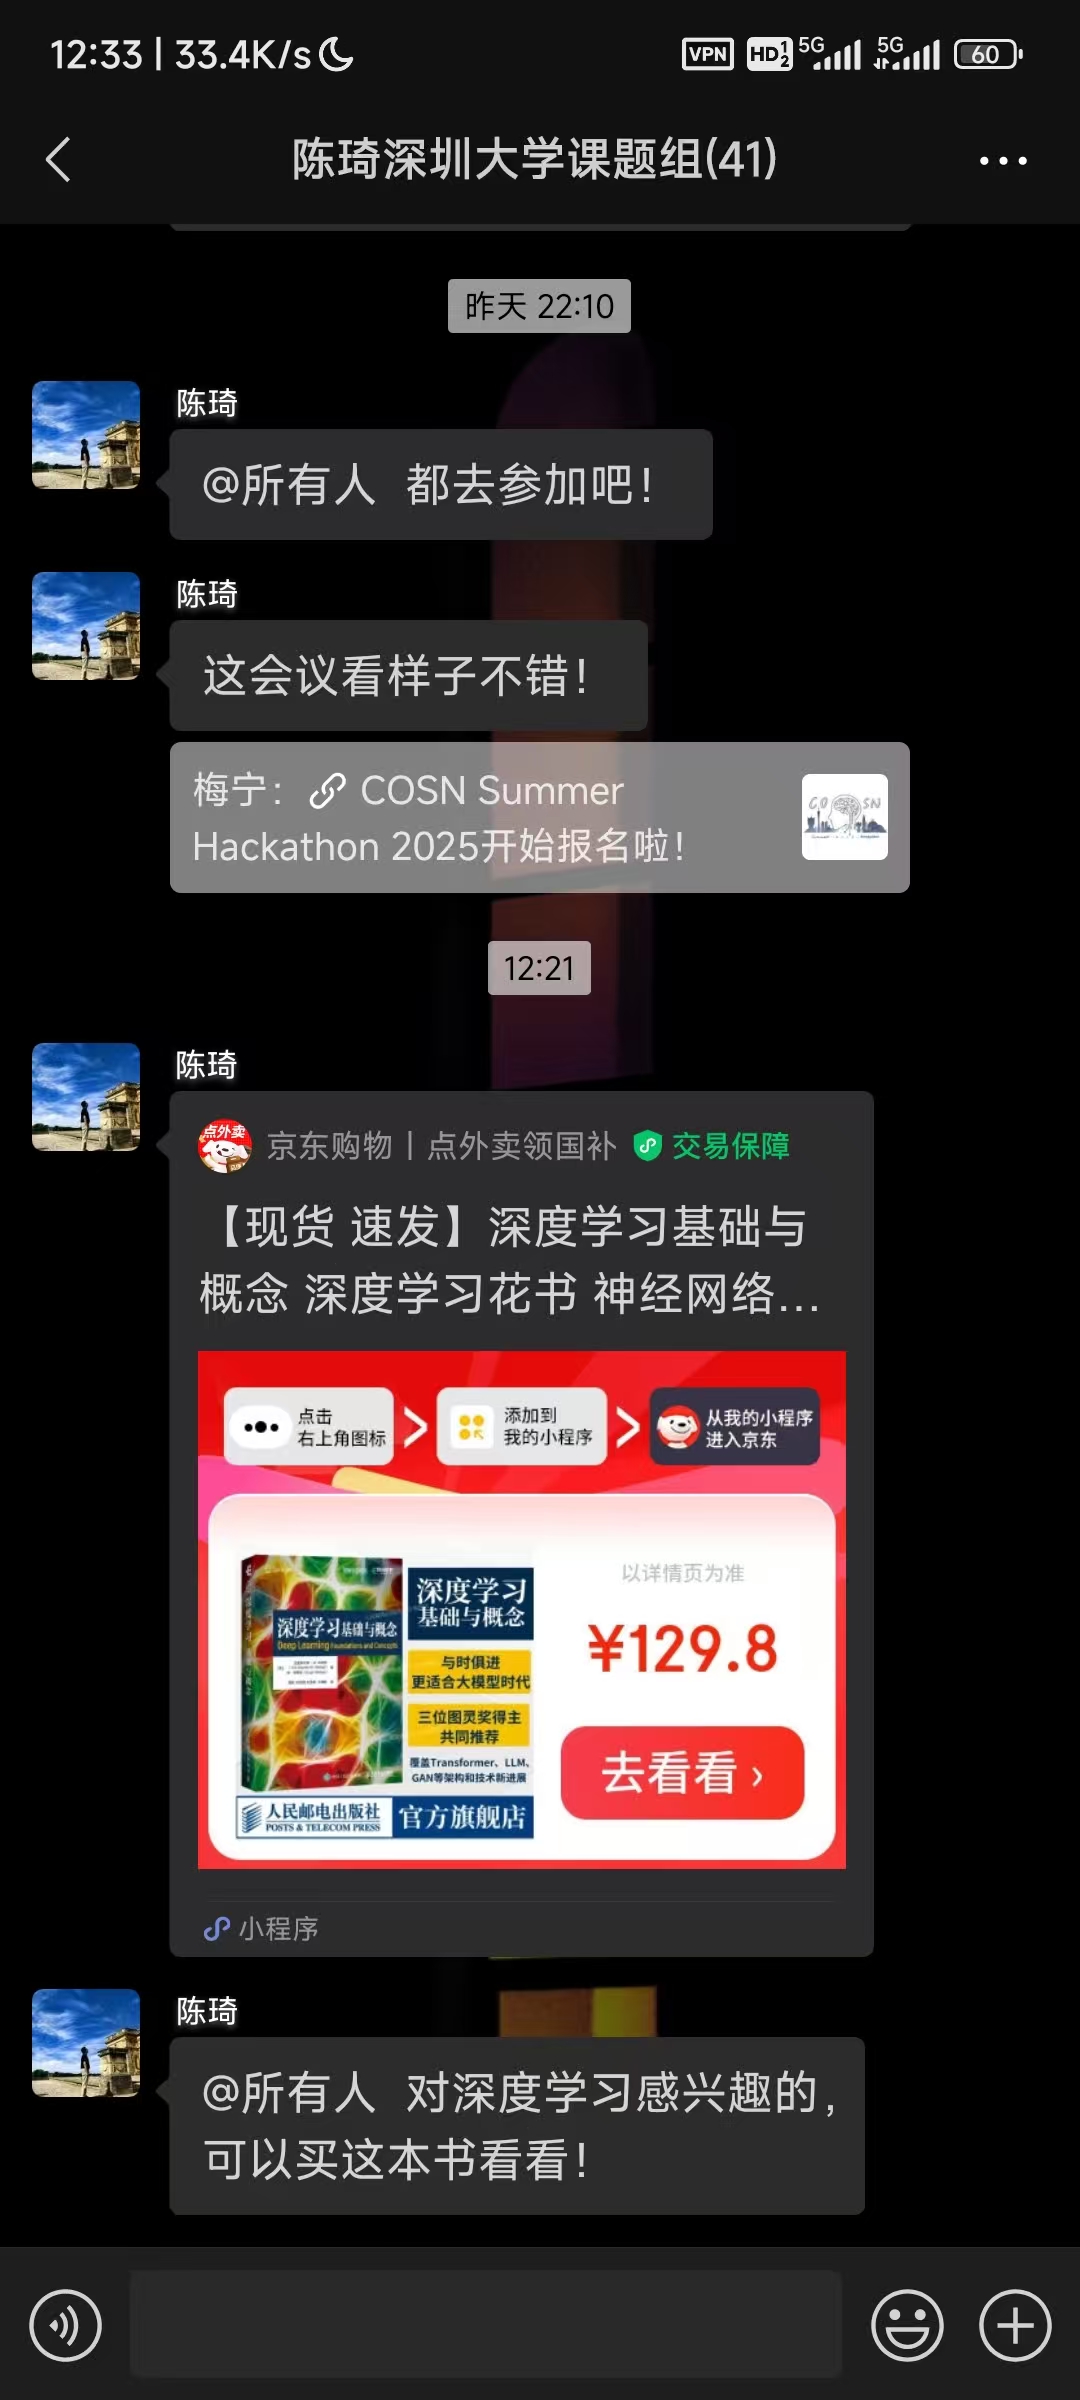 12:33 | 33.4K/s
VPN HD 1 2 5G 5G 60
陈琦深圳大学课题组(41)
昨天 22:10
陈琦
@所有人 都去参加吧！
陈琦
这会议看样子不错！
梅宁：COSN Summer
Hackathon 2025开始报名啦！
COSN
12:21
陈琦
点外卖
京东购物丨点外卖领国补 交易保障
【现货 速发】深度学习基础与
概念 深度学习花书 神经网络...
点击
右上角图标
添加到
我的小程序
从我的小程序
进入京东
深度学习基础与概念
Deep Learning Foundations and Concepts
深度学习
基础与概念
与时俱进
更适合大模型时代
三位图灵奖得主
共同推荐
覆盖Transformer、LLM、
GAN等架构和技术新进展
人民邮电出版社
POSTS & TELECOM PRESS
官方旗舰店
以详情页为准
¥129.8
去看看 ›
小程序
陈琦
@所有人 对深度学习感兴趣的，
可以买这本书看看！